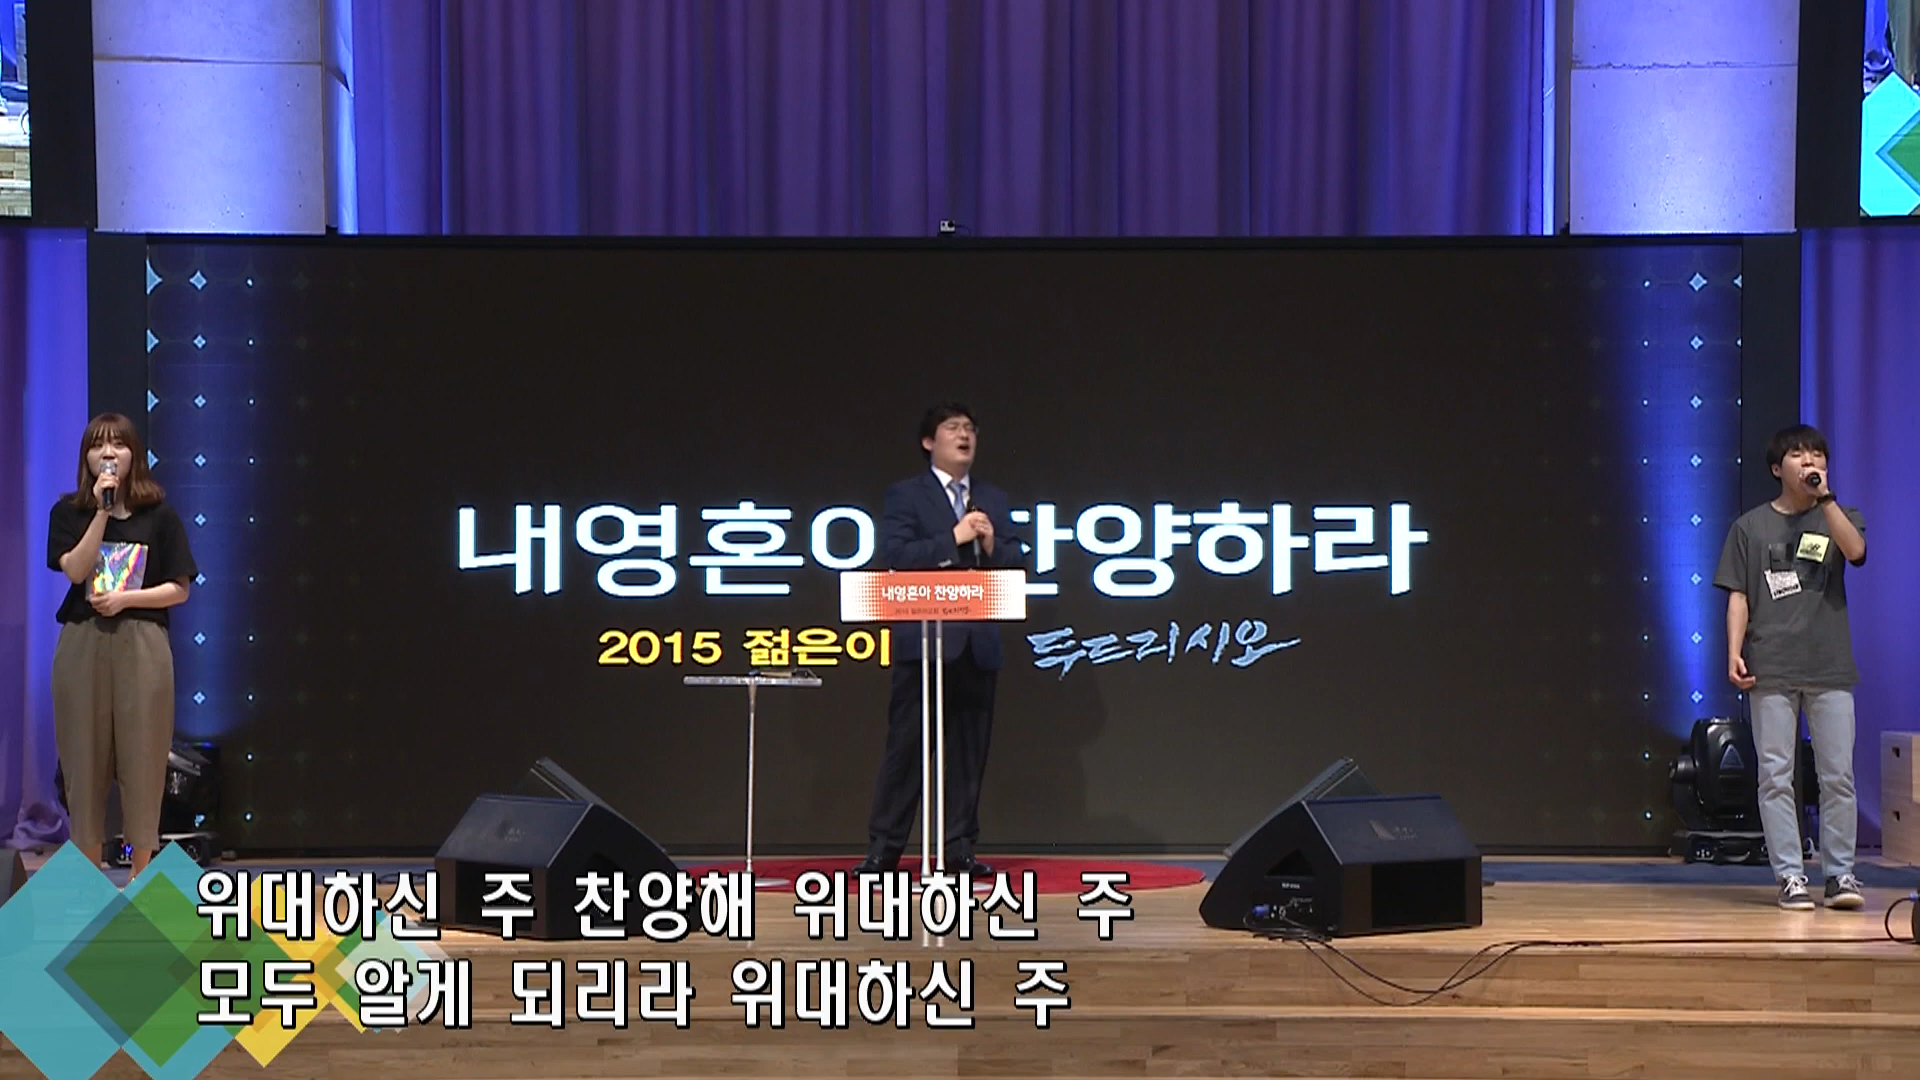 내영혼아 찬양하라
2015 젊은이
두드리시오
내영혼아 찬양하라
위대하신 주 찬양해 위대하신 주
모두 알게 되리라 위대하신 주